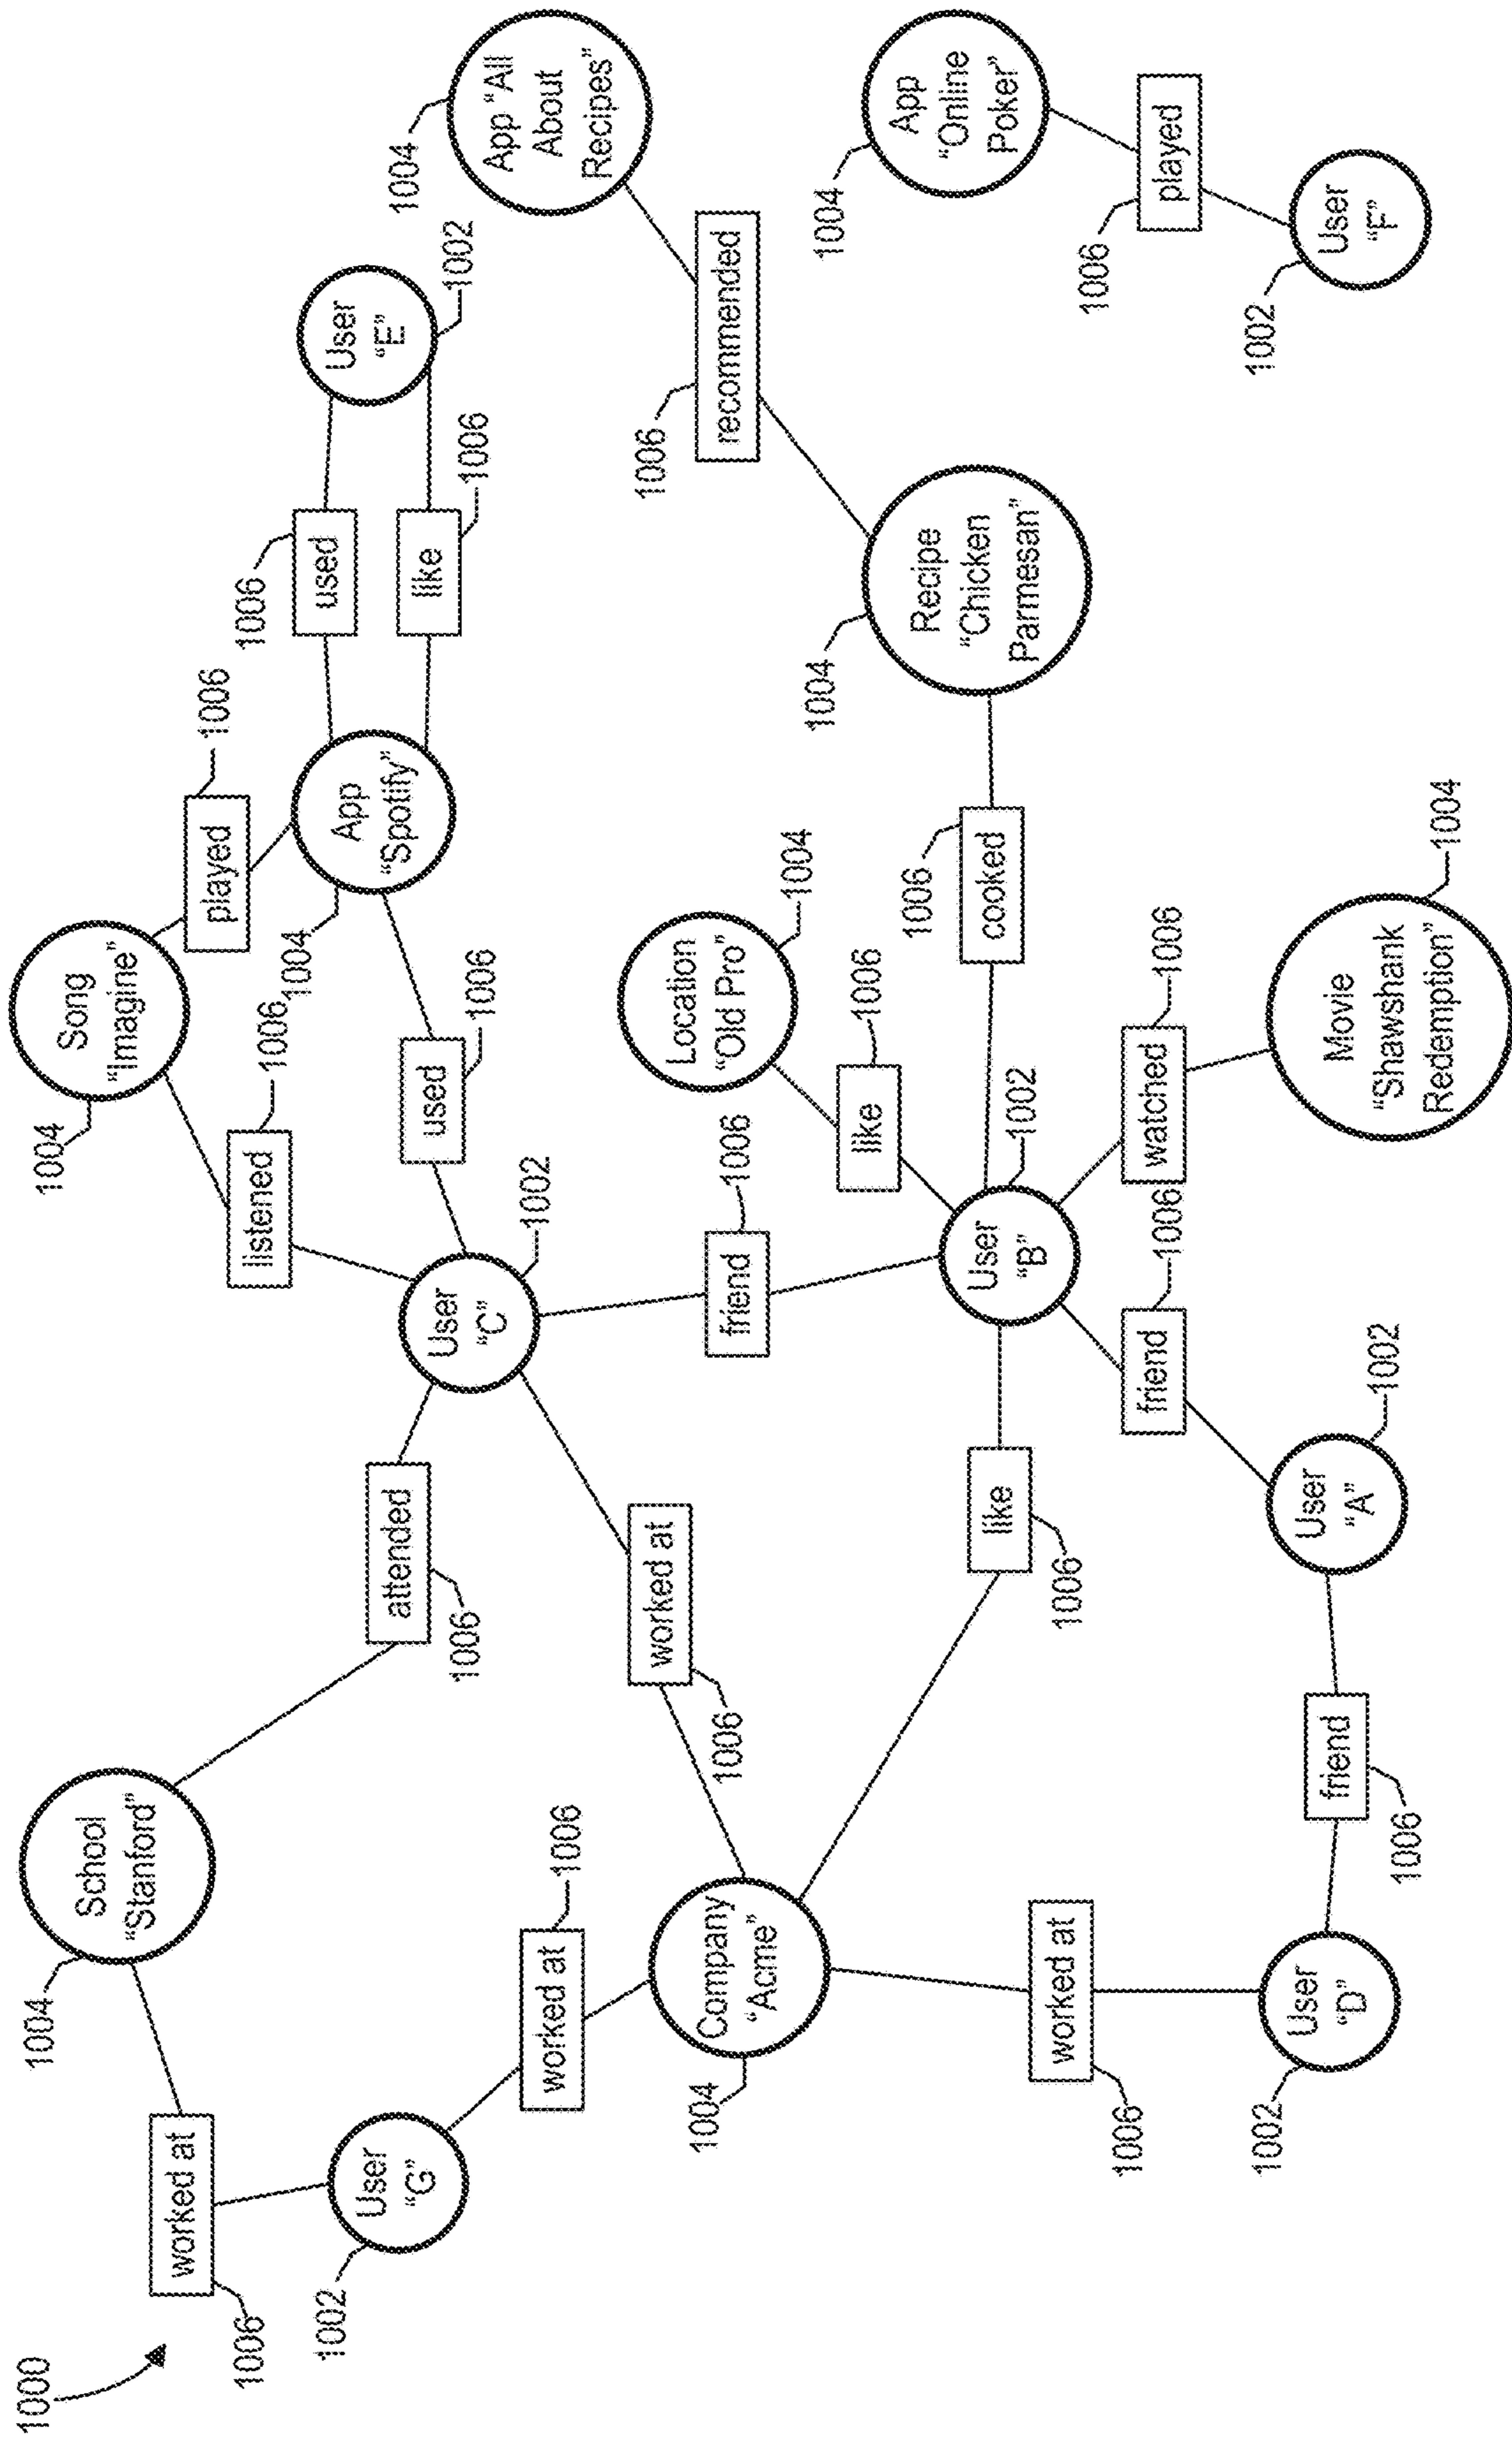 1000
1006
worked at
1002
User
"G"
1004
School
"Stanford"
worked at
1006
attended
1006
1004
Song
"Imagine"
listened
1006
played
1006
User
"C"
1002
used
1006
1004
App
"Spotify"
1006
used
like
1006
User
"E"
1002
1004
App "All
About
Recipes"
1004
Company
"Acme"
worked at
1006
friend
1006
Location
"Old Pro"
1004
like
1006
1006
recommended
1004
App
"Online
Poker"
like
1006
User
"B"
1002
1006
cooked
1004
Recipe
"Chicken
Parmesan"
1006
played
1006
worked at
friend
1006
watched
1006
1002
User
"F"
1002
User
"D"
friend
1006
User
"A"
1002
Movie
"Shawshank
Redemption"
1004